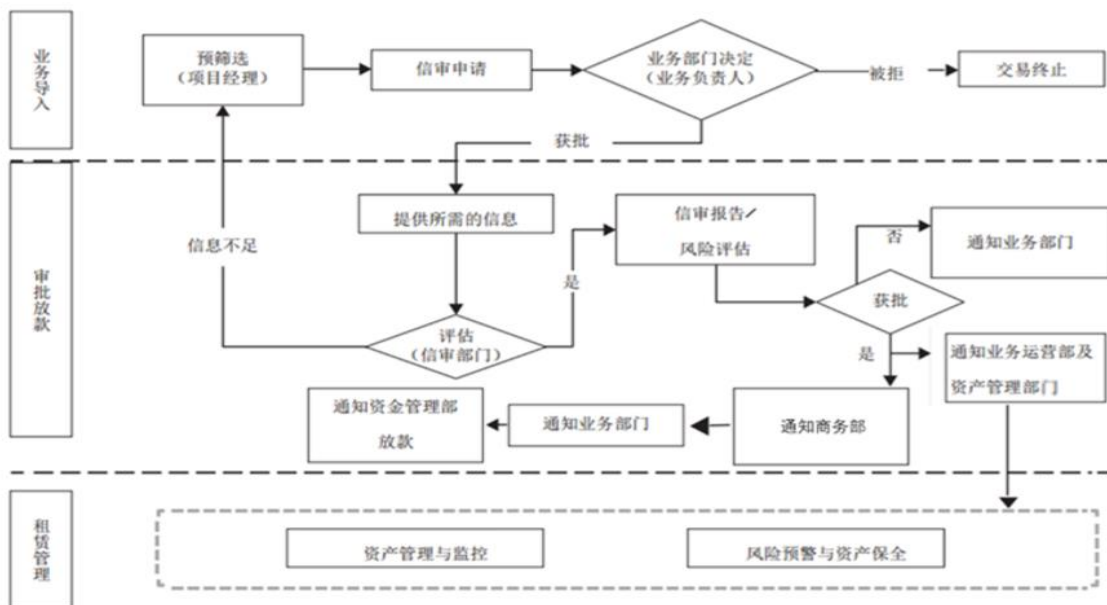 业务导入
预筛选
（项目经理）
信审申请
业务部门决定
（业务负责人）
被拒
交易终止
获批
审批放款
提供所需的信息
信息不足
评估
（信审部门）
是
信审报告/
风险评估
否
通知业务部门
获批
是
通知业务运营部及
资产管理部门
通知商务部
通知业务部门
通知资金管理部
放款
租赁管理
资产管理与监控
风险预警与资产保全